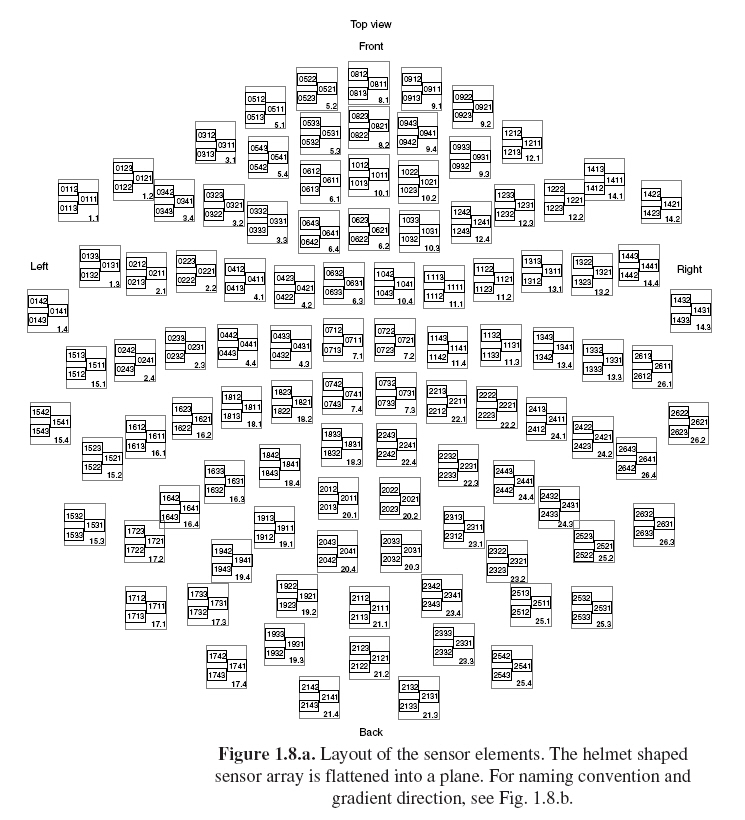 Top view
Front
0812 0811 0813 8.1
0522 0521 0523 5.2
0912 0911 0913 9.1
0512 0511 0513 5.1
0922 0921 0923 9.2
0533 0531 0532 5.3
0823 0821 0822 8.2
0943 0941 0942 9.4
0312 0311 0313 3.1
1212 1211 1213 12.1
0543 0541 0542 5.4
0933 0931 0932 9.3
0123 0121 0122 1.2
0612 0611 0613 6.1
1012 1011 1013 10.1
1022 1021 1023 10.2
1413 1411 1412 14.1
0112 0111 0113 1.1
0342 0341 0343 3.4
0323 0321 0322 3.2
0332 0331 0333 3.3
0643 0641 0642 6.4
0623 0621 0622 6.2
1033 1031 1032 10.3
1242 1241 1243 12.4
1233 1231 1232 12.3
1222 1221 1223 12.2
1422 1421 1423 14.2
Left
Right
0133 0131 0132 1.3
0212 0211 0213 2.1
0223 0221 0222 2.2
0412 0411 0413 4.1
0423 0421 0422 4.2
0632 0631 0633 6.3
1042 1041 1043 10.4
1113 1111 1112 11.1
1122 1121 1123 11.2
1313 1311 1312 13.1
1322 1321 1323 13.2
1443 1441 1442 14.4
0142 0141 0143 1.4
1432 1431 1433 14.3
1513 1511 1512 15.1
0242 0241 0243 2.4
0233 0231 0232 2.3
0442 0441 0443 4.4
0433 0431 0432 4.3
0712 0711 0713 7.1
0722 0721 0723 7.2
1143 1141 1142 11.4
1132 1131 1133 11.3
1343 1341 1342 13.4
1332 1331 1333 13.3
2613 2611 2612 26.1
1542 1541 1543 15.4
1612 1611 1613 16.1
1623 1621 1622 16.2
1812 1811 1813 18.1
1823 1821 1822 18.2
0742 0741 0743 7.4
0732 0731 0733 7.3
2213 2211 2212 22.1
2222 2221 2223 22.2
2413 2411 2412 24.1
2422 2421 2423 24.2
2622 2621 2623 26.2
1523 1521 1522 15.2
1633 1631 1632 16.3
1842 1841 1843 18.4
1833 1831 1832 18.3
2243 2241 2242 22.4
2232 2231 2233 22.3
2443 2441 2442 24.4
2643 2641 2642 26.4
1532 1531 1533 15.3
1642 1641 1643 16.4
2012 2011 2013 20.1
2022 2021 2023 20.2
2432 2431 2433 24.3
2632 2631 2633 26.3
1723 1721 1722 17.2
1913 1911 1912 19.1
2313 2311 2312 23.1
2523 2521 2522 25.2
1942 1941 1943 19.4
2043 2041 2042 20.4
2033 2031 2032 20.3
2322 2321 2323 23.2
1712 1711 1713 17.1
1733 1731 1732 17.3
1922 1921 1923 19.2
2112 2111 2113 21.1
2342 2341 2343 23.4
2513 2511 2512 25.1
2532 2531 2533 25.3
1933 1931 1932 19.3
2333 2331 2332 23.3
1742 1741 1743 17.4
2123 2121 2122 21.2
2542 2541 2543 25.4
2142 2141 2143 21.4
2132 2131 2133 21.3
Back
Figure 1.8.a. Layout of the sensor elements. The helmet shaped
sensor array is flattened into a plane. For naming convention and
gradient direction, see Fig. 1.8.b.